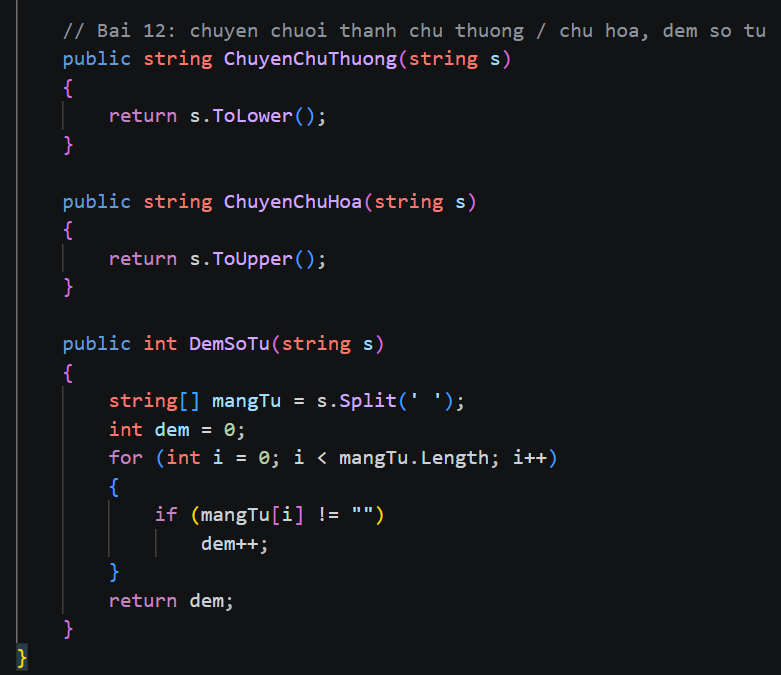 // Bai 12: chuyen chuoi thanh chu thuong / chu hoa, dem so tu
public string ChuyenChuThuong(string s)
{
return s.ToLower();
}
public string ChuyenChuHoa(string s)
{
return s.ToUpper();
}
public int DemSoTu(string s)
{
string[] mangTu = s.Split(' ');
int dem = 0;
for (int i = 0; i < mangTu.Length; i++)
{
if (mangTu[i] != "")
dem++;
}
return dem;
}
}